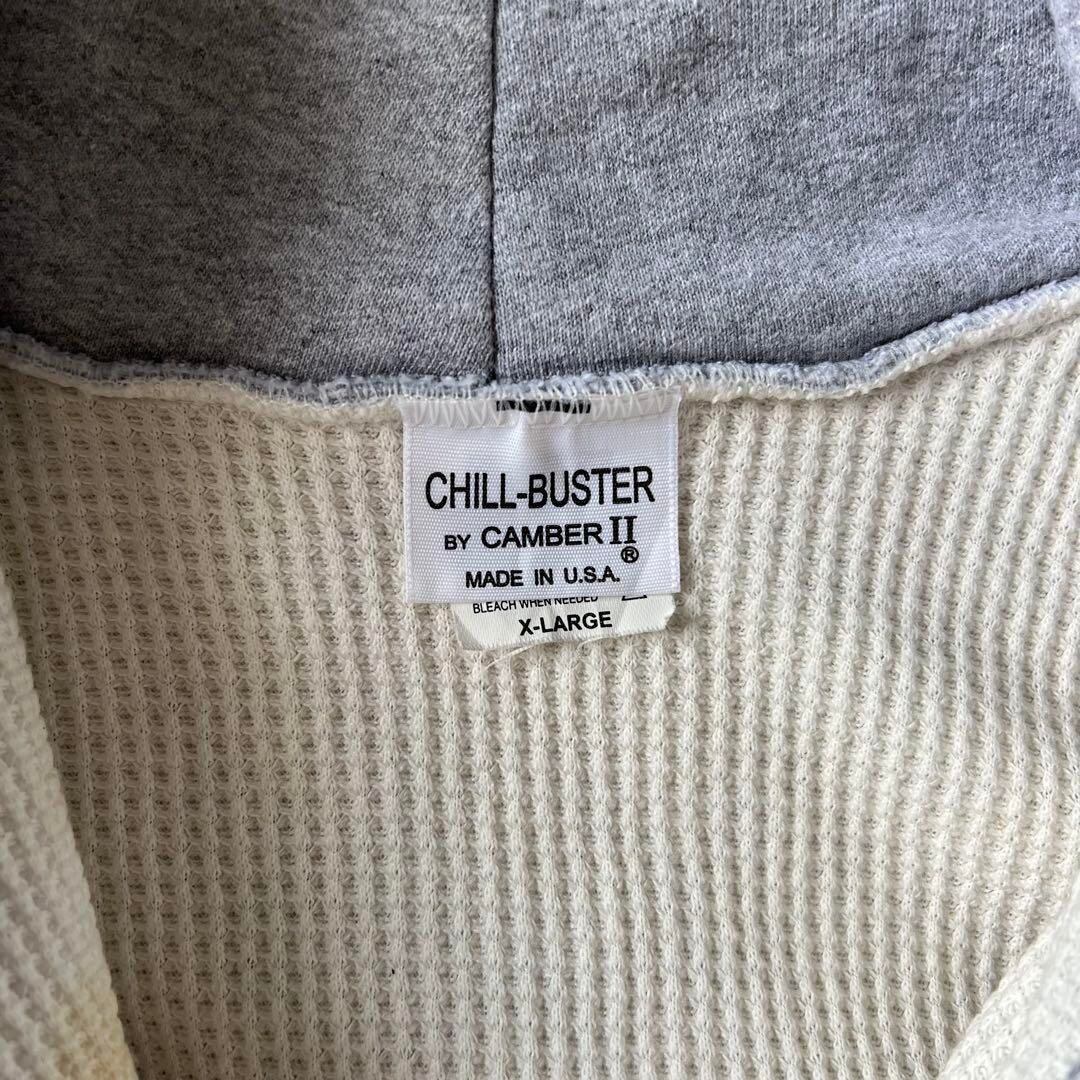 CHILL-BUSTER
BY CAMBER II
®
MADE IN U.S.A.
BLEACH WHEN NEEDED
X-LARGE